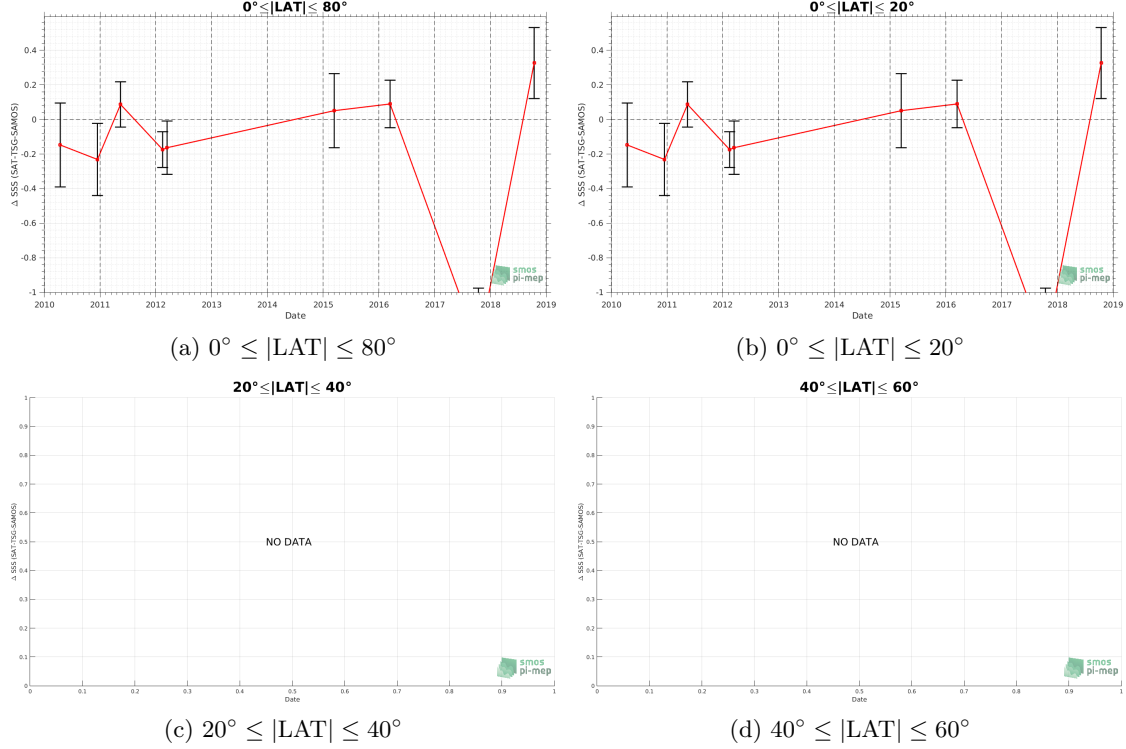 0°≤|LAT|≤ 80°
0.4
0.2
0
-0.2
-0.4
-0.6
-0.8
-1
Δ SSS (SAT-TSG-SAMOS)
2010 2011 2012 2013 2014 2015 2016 2017 2018 2019
Date
smos
pi-mep
(a) 0° ≤ |LAT| ≤ 80°
0°≤|LAT|≤ 20°
0.4
0.2
0
-0.2
-0.4
-0.6
-0.8
-1
Δ SSS (SAT-TSG-SAMOS)
2010 2011 2012 2013 2014 2015 2016 2017 2018 2019
Date
smos
pi-mep
(b) 0° ≤ |LAT| ≤ 20°
20°≤|LAT|≤ 40°
1
0.9
0.8
0.7
0.6
0.5
0.4
0.3
0.2
0.1
0
Δ SSS (SAT-TSG-SAMOS)
NO DATA
0 0.1 0.2 0.3 0.4 0.5 0.6 0.7 0.8 0.9 1
Date
smos
pi-mep
(c) 20° ≤ |LAT| ≤ 40°
40°≤|LAT|≤ 60°
1
0.9
0.8
0.7
0.6
0.5
0.4
0.3
0.2
0.1
0
Δ SSS (SAT-TSG-SAMOS)
NO DATA
0 0.1 0.2 0.3 0.4 0.5 0.6 0.7 0.8 0.9 1
Date
smos
pi-mep
(d) 40° ≤ |LAT| ≤ 60°